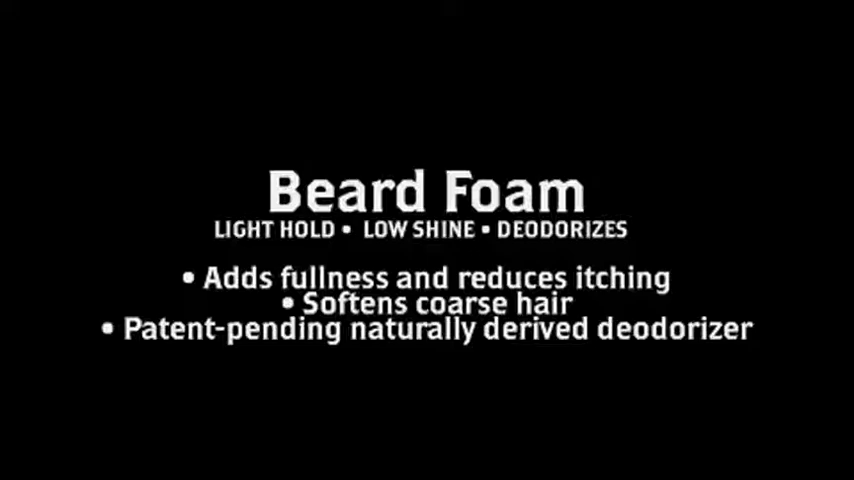 Beard Foam
LIGHT HOLD • LOW SHINE • DEODORIZES
• Adds fullness and reduces itching
• Softens coarse hair
• Patent-pending naturally derived deodorizer